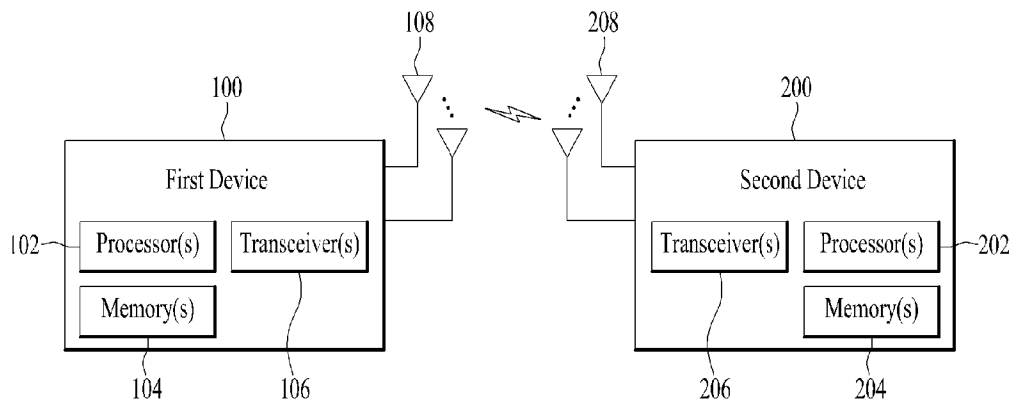 108
208
100
200
First Device
Second Device
102
Processor(s)
Transceiver(s)
Transceiver(s)
Processor(s)
202
Memory(s)
Memory(s)
104
106
206
204